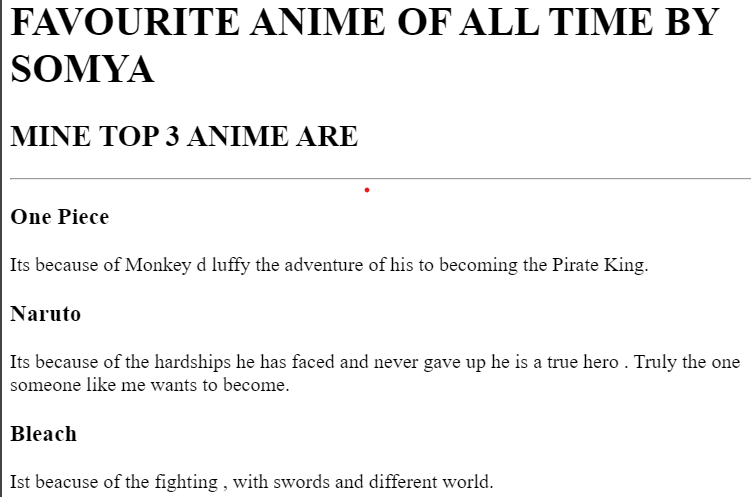 FAVOURITE ANIME OF ALL TIME BY
SOMYA
MINE TOP 3 ANIME ARE
One Piece
Its because of Monkey d luffy the adventure of his to becoming the Pirate King.
Naruto
Its because of the hardships he has faced and never gave up he is a true hero . Truly the one
someone like me wants to become.
Bleach
Ist beacuse of the fighting , with swords and different world.